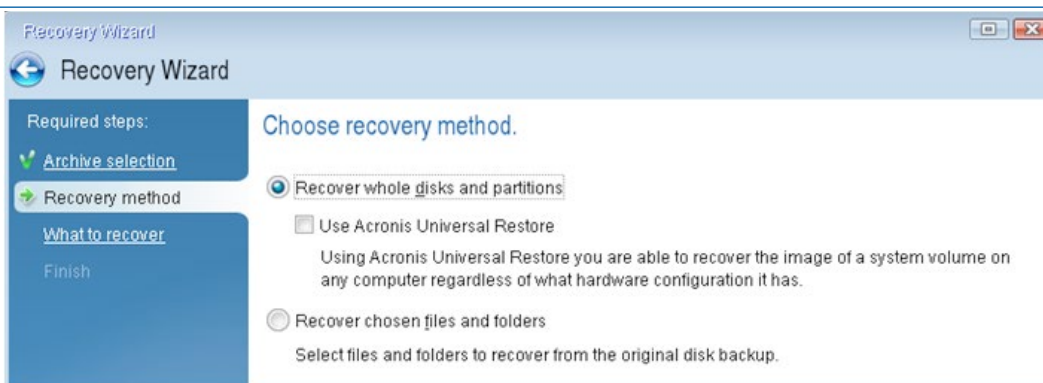 Recovery Wizard
Recovery Wizard
Required steps:
Archive selection
Recovery method
What to recover
Finish
Choose recovery method.
Recover whole disks and partitions
Use Acronis Universal Restore
Using Acronis Universal Restore you are able to recover the image of a system volume on
any computer regardless of what hardware configuration it has.
Recover chosen files and folders
Select files and folders to recover from the original disk backup.